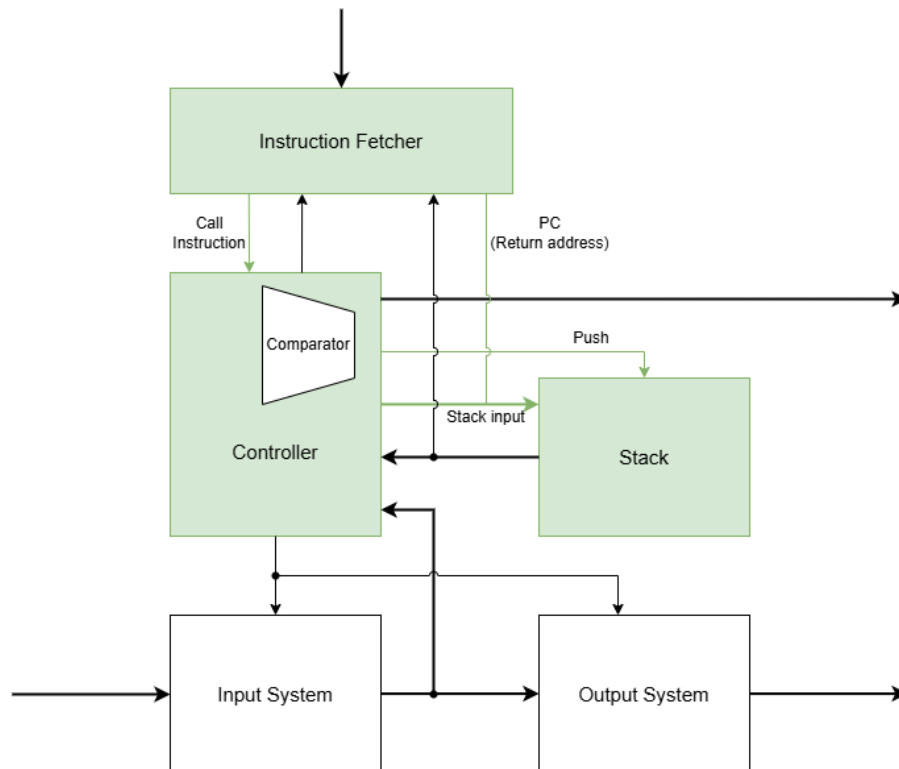 Instruction Fetcher
Call
Instruction
PC
(Return address)
Comparator
Push
Stack input
Controller
Stack
Input System
Output System